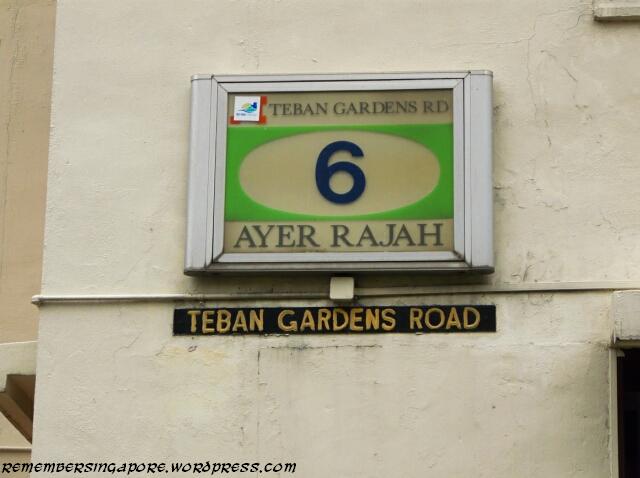 TEBAN GARDENS RD
6
AYER RAJAH
TEBAN GARDENS ROAD
REMEMBERSINGAPORE.WORDPRESS.COM